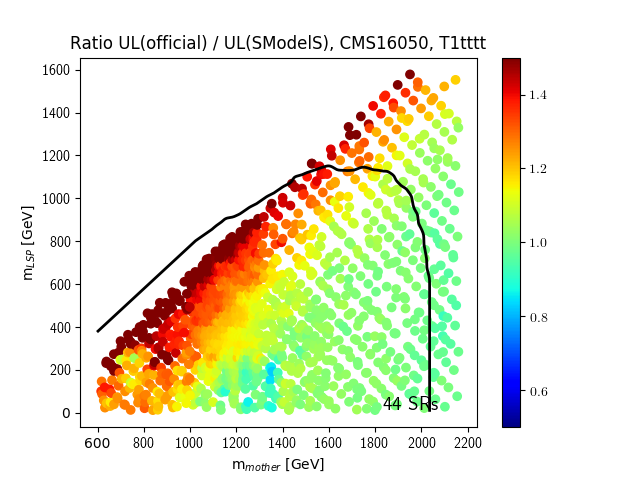 Ratio UL(official) / UL(SModelS), CMS16050, T1tttt
1600
1400
1200
1000
800
600
400
200
0
m_LSP [GeV]
600 800 1000 1200 1400 1600 1800 2000 2200
m_mother [GeV]
44 SRs
1.4
1.2
1.0
0.8
0.6